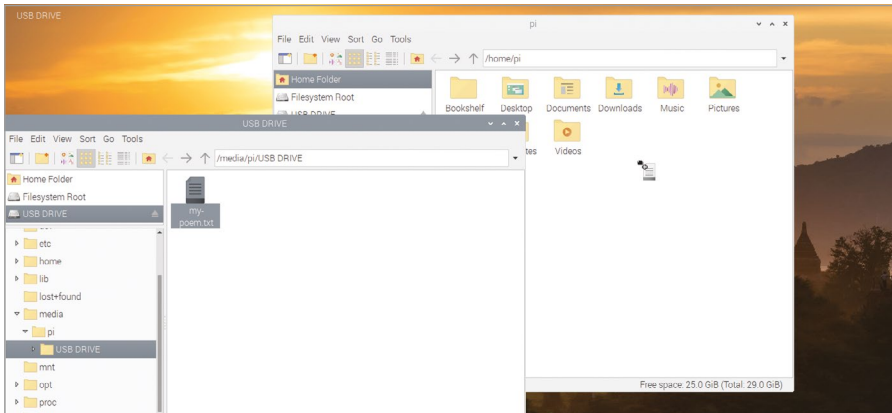 USB DRIVE
pi
File Edit View Sort Go Tools
/home/pi
Home Folder
Filesystem Root
USB DRIVE
Bookshelf Desktop Documents Downloads Music Pictures
tes Videos
Free space: 25.0 GiB (Total: 29.0 GiB)
USB DRIVE
File Edit View Sort Go Tools
/media/pi/USB DRIVE
Home Folder
Filesystem Root
USB DRIVE
my-
poem.txt
etc
home
lib
lost+found
media
pi
USB DRIVE
mnt
opt
proc